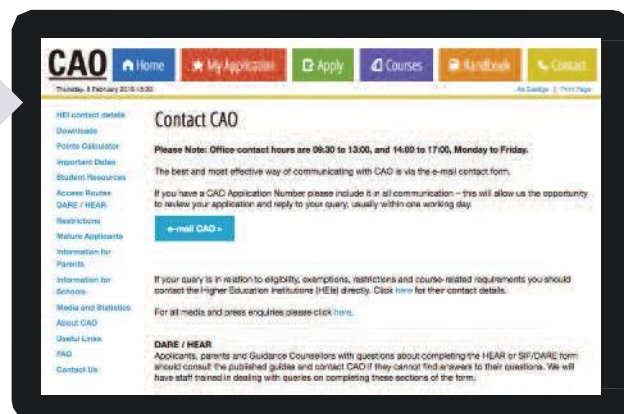 CAO
Home
My Application
Apply
Courses
Handbook
Contact
Thursday, 8 February 2018
As Gaeilge | Print Page
HEI contact details
Downloads
Points Calculator
Important Dates
Student Resources
Access Routes
DARE / HEAR
Restrictions
Mature Applicants
Information for
Parents
Information for
Schools
Media and Statistics
About CAO
Useful Links
FAQ
Contact Us
Contact CAO
Please Note: Office contact hours are 09:30 to 13:00, and 14:00 to 17:00, Monday to Friday.
The best and most effective way of communicating with CAO is via the e-mail contact form.
If you have a CAO Application Number please include it in all communication – this will allow us the opportunity
to review your application and reply to your query, usually within one working day.
e-mail CAO »
If your query is in relation to eligibility, exemptions, restrictions and course-related requirements you should
contact the Higher Education Institutions (HEIs) directly. Click here for their contact details.
For all media and press enquiries please click here.
DARE / HEAR
Applicants, parents and Guidance Counsellors with questions about completing the HEAR or SIF/DARE form
should consult the published guides and contact CAO if they cannot find answers to their questions. We will
have staff trained in dealing with queries on completing these sections of the form.